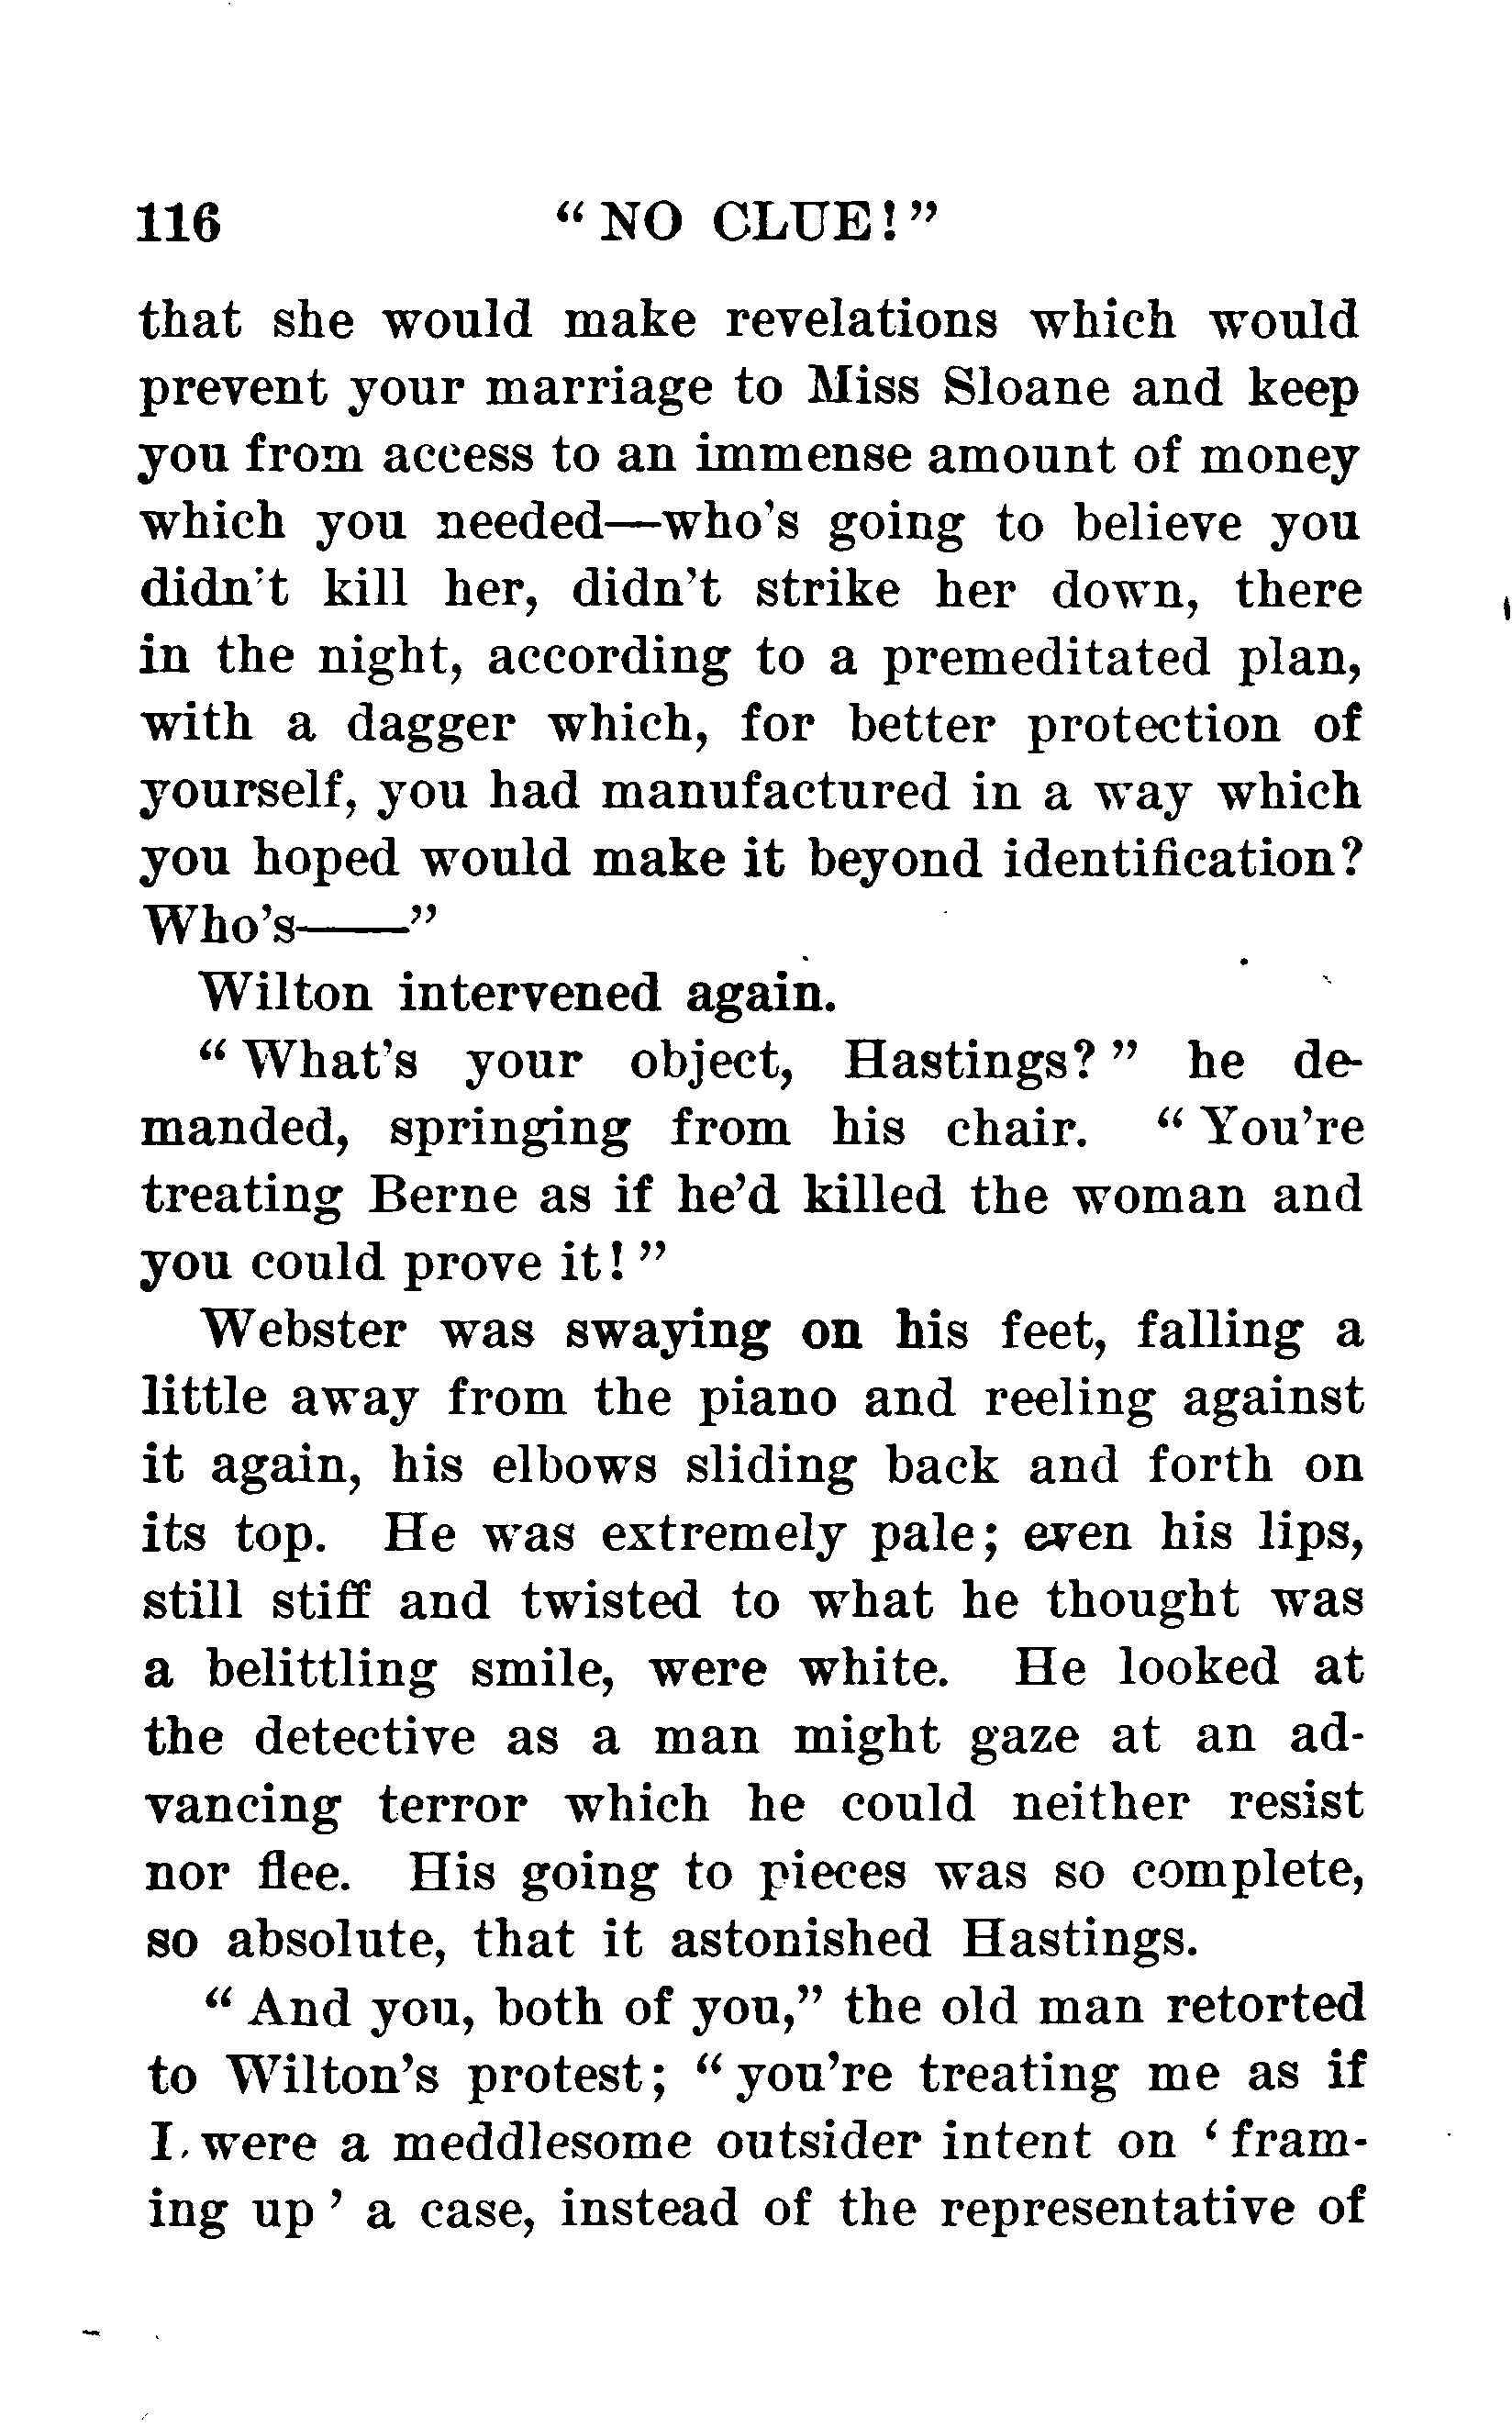 116 “ NO CLUE! ”
that she would make revelations which would
prevent your marriage to Miss Sloane and keep
you from access to an immense amount of money
which you needed—who’s going to believe you
didn’t kill her, didn’t strike her down, there
in the night, according to a premeditated plan,
with a dagger which, for better protection of
yourself, you had manufactured in a way which
you hoped would make it beyond identification?
Who’s——”
Wilton intervened again.
“ What’s your object, Hastings? ” he de-
manded, springing from his chair. “ You’re
treating Berne as if he’d killed the woman and
you could prove it! ”
Webster was swaying on his feet, falling a
little away from the piano and reeling against
it again, his elbows sliding back and forth on
its top. He was extremely pale; even his lips,
still stiff and twisted to what he thought was
a belittling smile, were white. He looked at
the detective as a man might gaze at an ad-
vancing terror which he could neither resist
nor flee. His going to pieces was so complete,
so absolute, that it astonished Hastings.
“ And you, both of you,” the old man retorted
to Wilton’s protest; “ you’re treating me as if
I were a meddlesome outsider intent on ‘ fram-
ing up ’ a case, instead of the representative of